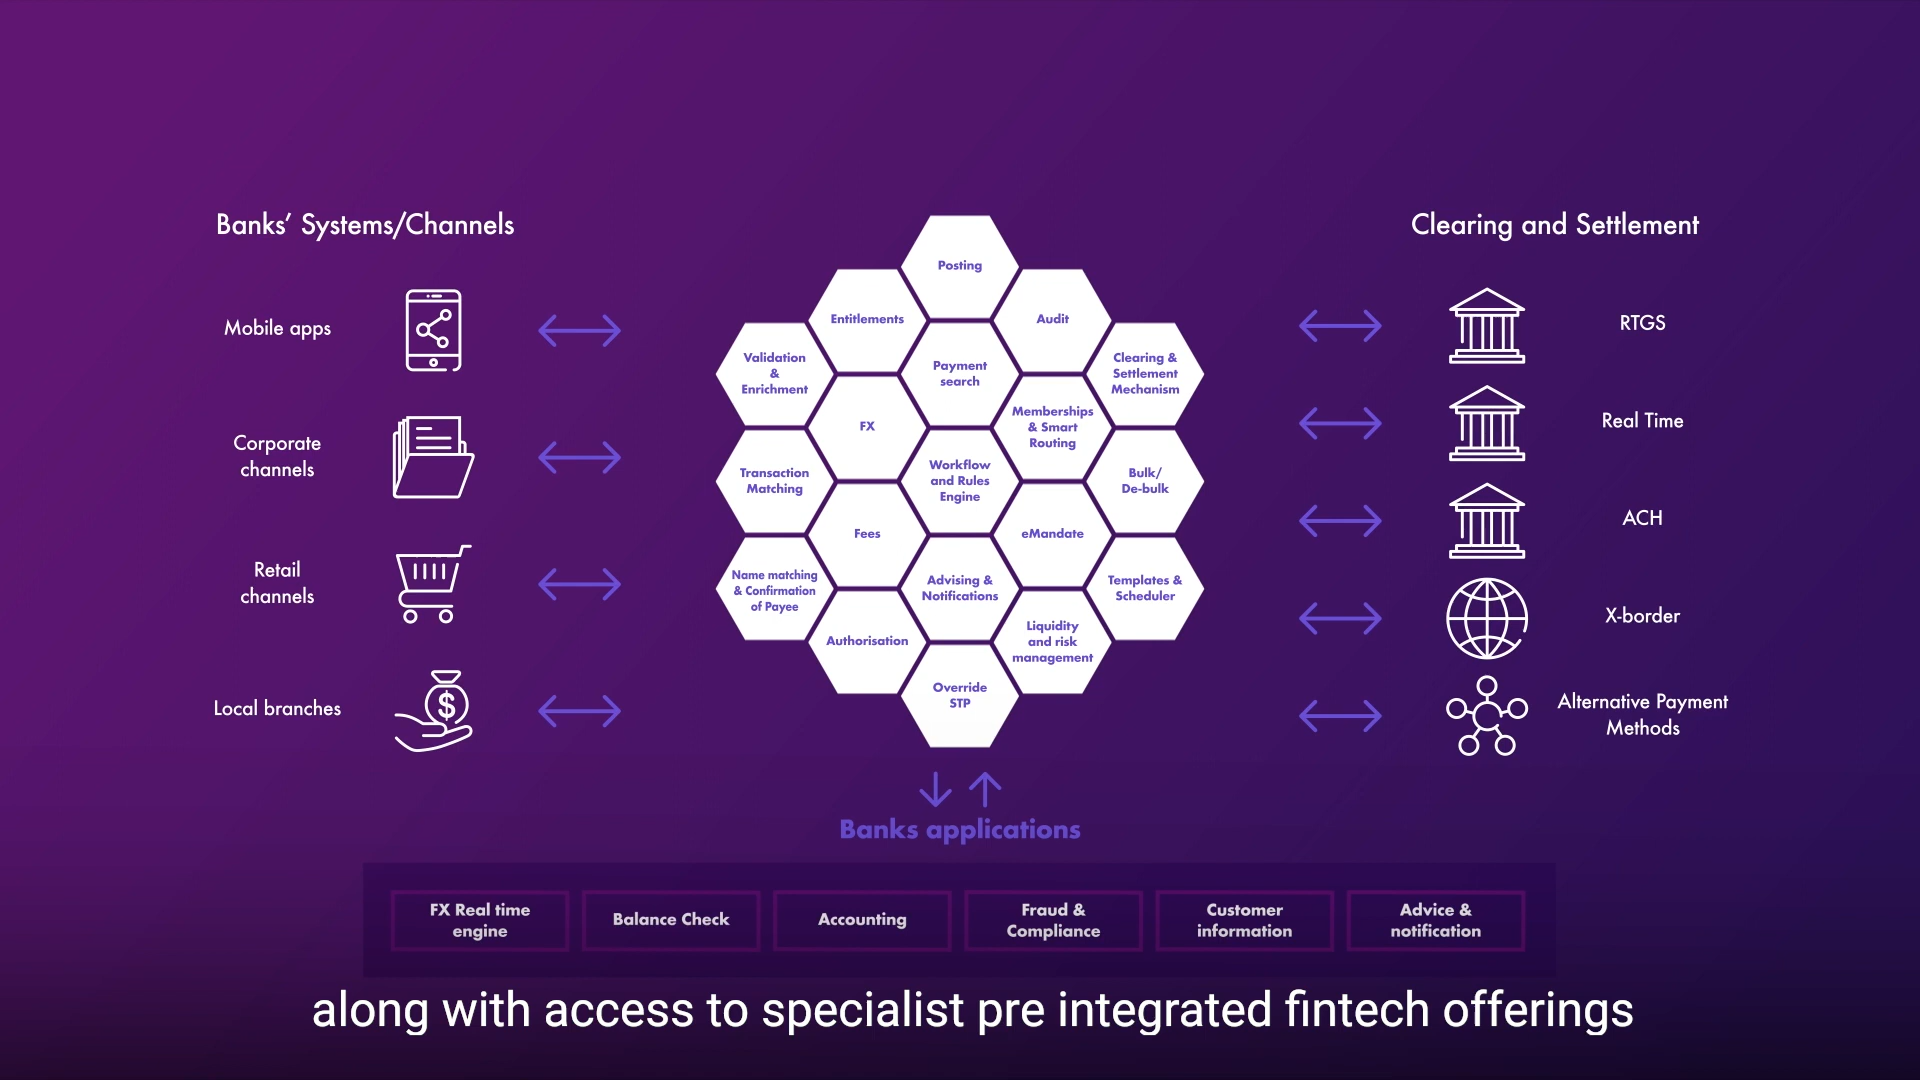 Banks’ Systems/Channels
Mobile apps
Corporate
channels
Retail
channels
Local branches
Posting
Entitlements
Audit
Validation
&
Enrichment
Payment
search
Clearing &
Settlement
Mechanism
FX
Memberships
& Smart
Routing
Transaction
Matching
Workflow
and Rules
Engine
Bulk/
De-bulk
Fees
eMandate
Name matching
& Confirmation
of Payee
Advising &
Notifications
Templates &
Scheduler
Authorisation
Liquidity
and risk
management
Override
STP
Clearing and Settlement
RTGS
Real Time
ACH
X-border
Alternative Payment
Methods
$
Banks applications
FX Real time
engine
Balance Check
Accounting
Fraud &
Compliance
Customer
information
Advice &
notification
along with access to specialist pre integrated fintech offerings